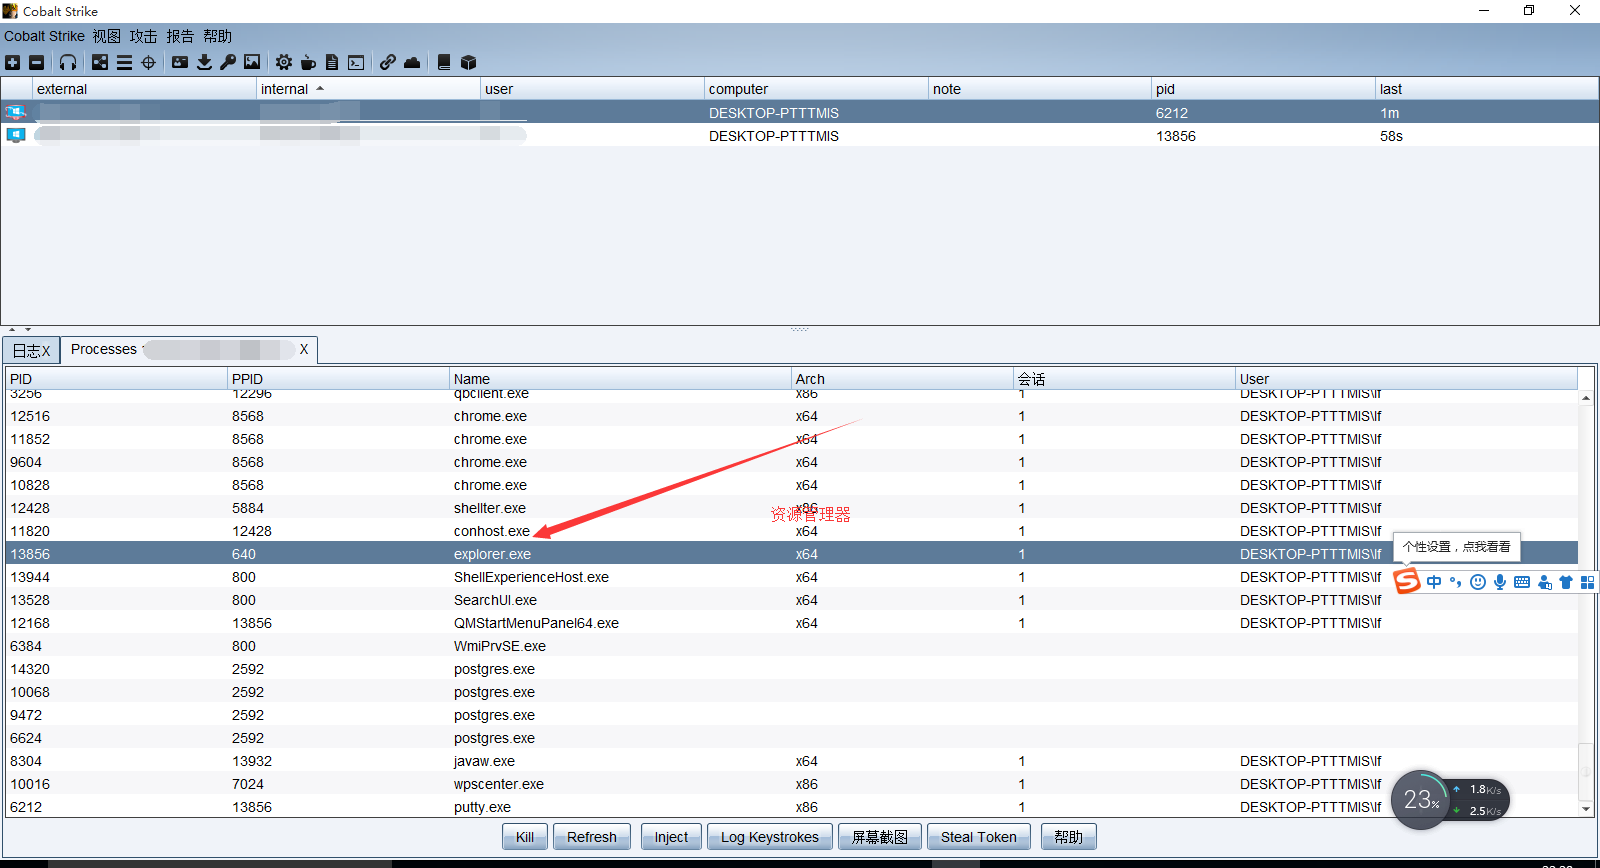 Cobalt Strike
Cobalt Strike 视图 攻击 报告 帮助
external internal user computer note pid last
DESKTOP-PTTTMIS 6212 1m
DESKTOP-PTTTMIS 13856 58s
日志X Processes X
PID PPID Name Arch 会话 User
3256 12296 qbclient.exe x86 1 DESKTOP-PTTTMIS\lf
12516 8568 chrome.exe x64 1 DESKTOP-PTTTMIS\lf
11852 8568 chrome.exe x64 1 DESKTOP-PTTTMIS\lf
9604 8568 chrome.exe x64 1 DESKTOP-PTTTMIS\lf
10828 8568 chrome.exe x64 1 DESKTOP-PTTTMIS\lf
12428 5884 shellter.exe x86 1 DESKTOP-PTTTMIS\lf
资源管理器
11820 12428 conhost.exe x64 1 DESKTOP-PTTTMIS\lf
13856 640 explorer.exe x64 1 DESKTOP-PTTTMIS\lf
个性设置，点我看看
13944 800 ShellExperienceHost.exe x64 1 DESKTOP-PTTTMIS\lf
S 中 °,
13528 800 SearchUI.exe x64 1 DESKTOP-PTTTMIS\lf
12168 13856 QMStartMenuPanel64.exe x64 1 DESKTOP-PTTTMIS\lf
6384 800 WmiPrvSE.exe
14320 2592 postgres.exe
10068 2592 postgres.exe
9472 2592 postgres.exe
6624 2592 postgres.exe
8304 13932 javaw.exe x64 1 DESKTOP-PTTTMIS\lf
10016 7024 wpscenter.exe x86 1 DESKTOP-PTTTMIS\lf
6212 13856 putty.exe x86 1 DESKTOP-PTTTMIS\lf
23% 1.8K/s
2.5K/s
Kill Refresh Inject Log Keystrokes 屏幕截图 Steal Token 帮助